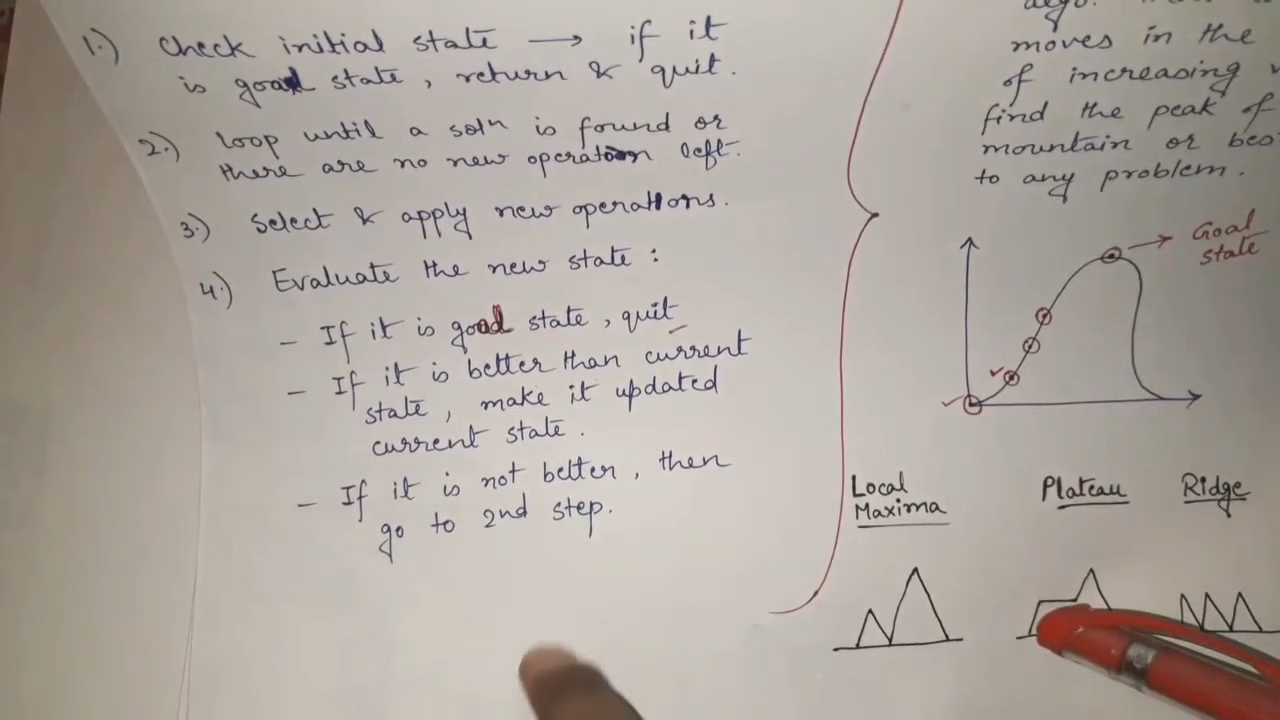 1.) Check initial state → if it
is good state, return & quit.
2.) loop until a solⁿ is found or
there are no new operation left.
3.) Select & apply new operations.
4.) Evaluate the new state :
- If it is good state, quit
- If it is better than current
state, make it updated
current state.
- If it is not better, then
go to 2nd step.
moves in the
of increasing
find the peak of
mountain or
to any problem.
Goal
state
Local
Maxima
Plateau
Ridge